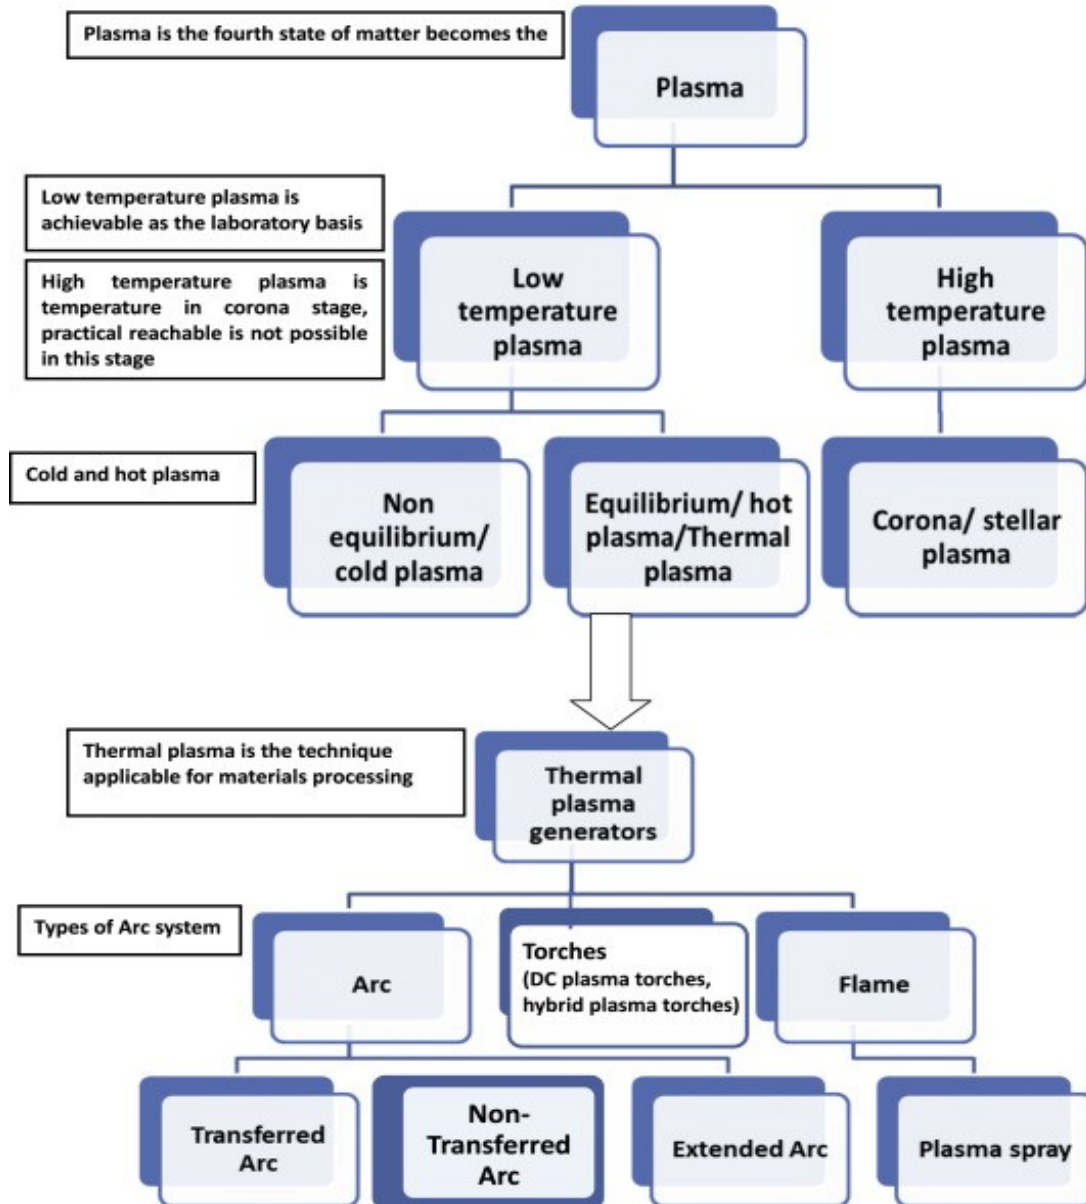 Plasma is the fourth state of matter becomes the
Plasma
Low temperature plasma is
achievable as the laboratory basis
High temperature plasma is
temperature in corona stage,
practical reachable is not possible
in this stage
Low
temperature
plasma
High
temperature
plasma
Cold and hot plasma
Non
equilibrium/
cold plasma
Equilibrium/ hot
plasma/Thermal
plasma
Corona/ stellar
plasma
Thermal plasma is the technique
applicable for materials processing
Thermal
plasma
generators
Types of Arc system
Arc
Torches
(DC plasma torches,
hybrid plasma torches)
Flame
Transferred
Arc
Non-
Transferred
Arc
Extended Arc
Plasma spray